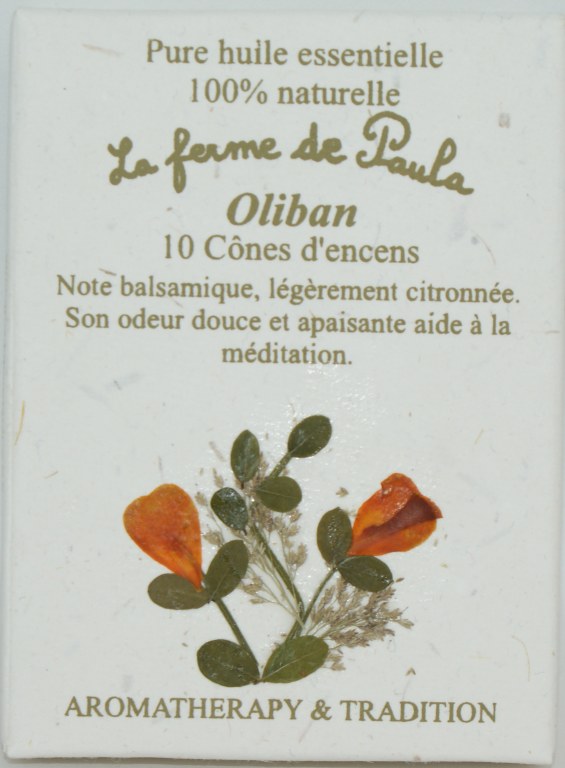 Pure huile essentielle
100% naturelle
La ferme de Paula
Oliban
10 Cônes d'encens
Note balsamique, légèrement citronnée.
Son odeur douce et apaisante aide à la
méditation.
AROMATHERAPY & TRADITION